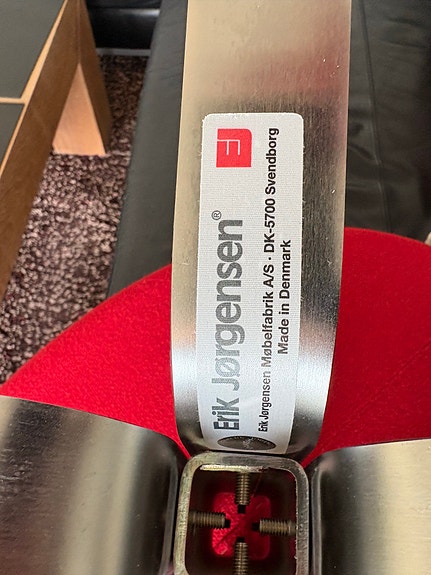 Erik Jørgensen®
Erik Jørgensen Møbelfabrik A/S · DK-5700 Svendborg
Made in Denmark